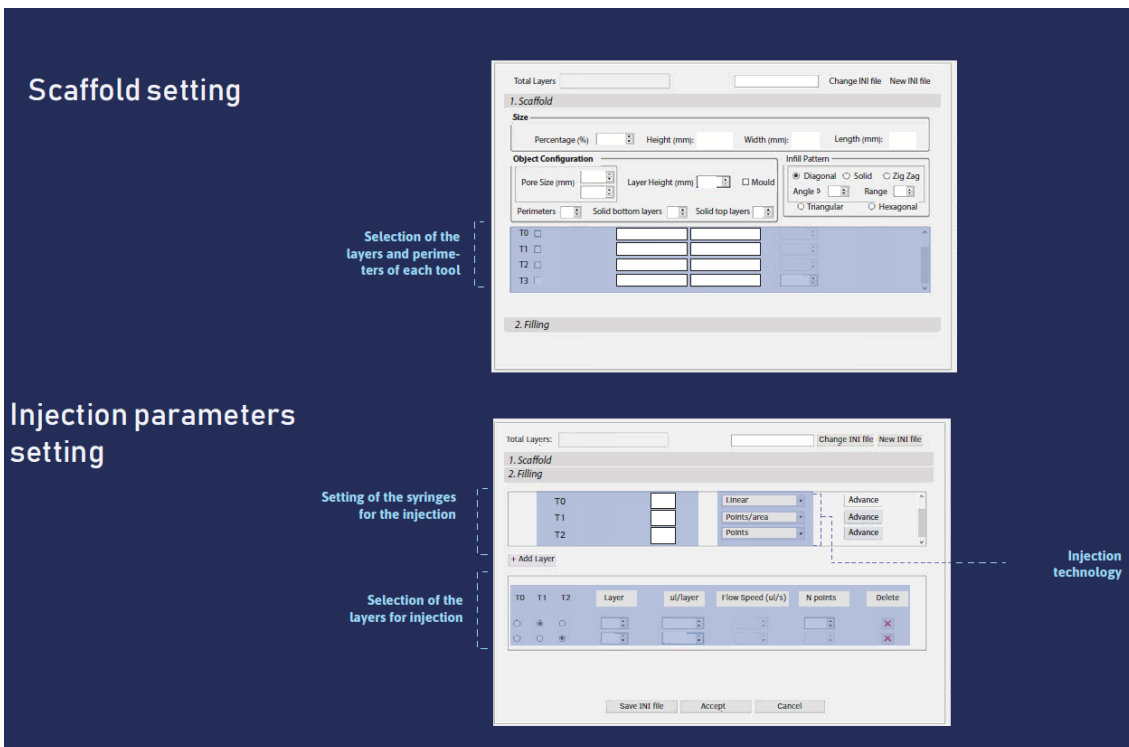 Scaffold setting
Total Layers
Change INI file New INI file
1. Scaffold
Size
Percentage (%) Height (mm): Width (mm): Length (mm):
Object Configuration
Infill Pattern
Pore Size (mm) Layer Height (mm) Mould
Diagonal Solid Zig Zag
Angle Range
Perimeters Solid bottom layers Solid top layers
Triangular Hexagonal
Selection of the
layers and perime-
ters of each tool
T0
T1
T2
T3
2. Filling
Injection parameters
setting
Total Layers:
Change INI file New INI file
1. Scaffold
2. Filling
Setting of the syringes
for the injection
T0 Linear Advance
T1 Points/area Advance
T2 Points Advance
+ Add Layer
Injection
technology
Selection of the
layers for injection
T0 T1 T2 Layer ul/layer Flow Speed (ul/s) N points Delete
Save INI file Accept Cancel